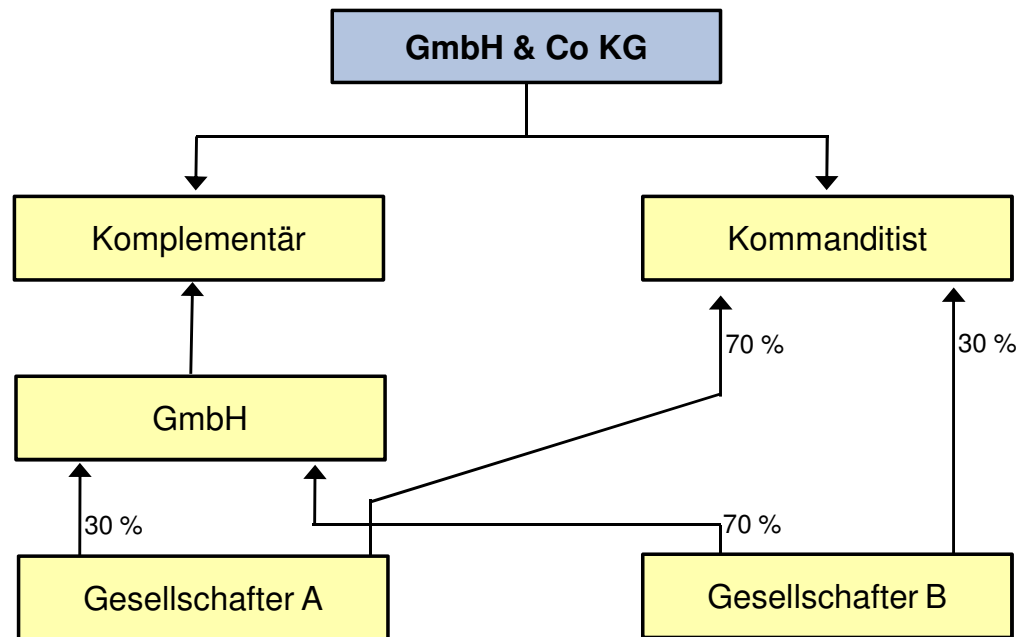 GmbH & Co KG
Komplementär
Kommanditist
70 %
30 %
GmbH
30 %
70 %
Gesellschafter A
Gesellschafter B